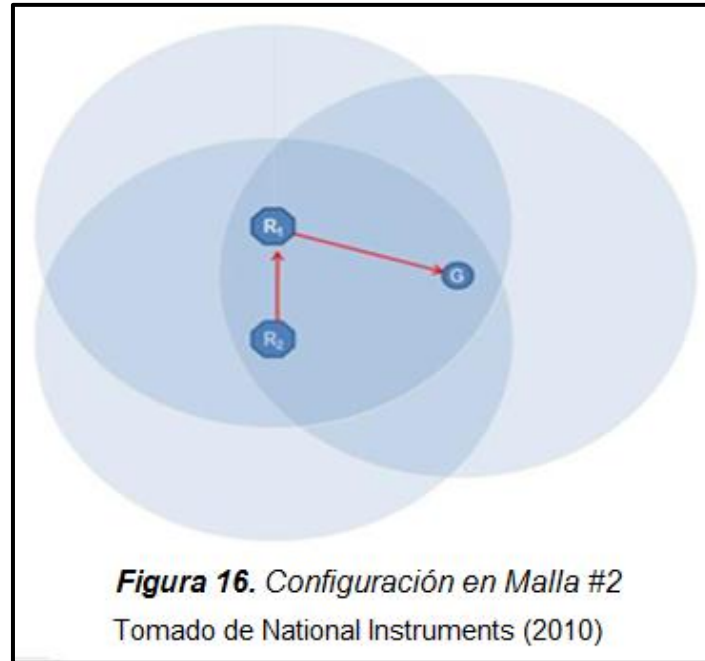 R₁
G
R₂
Figura 16. Configuración en Malla #2
Tomado de National Instruments (2010)